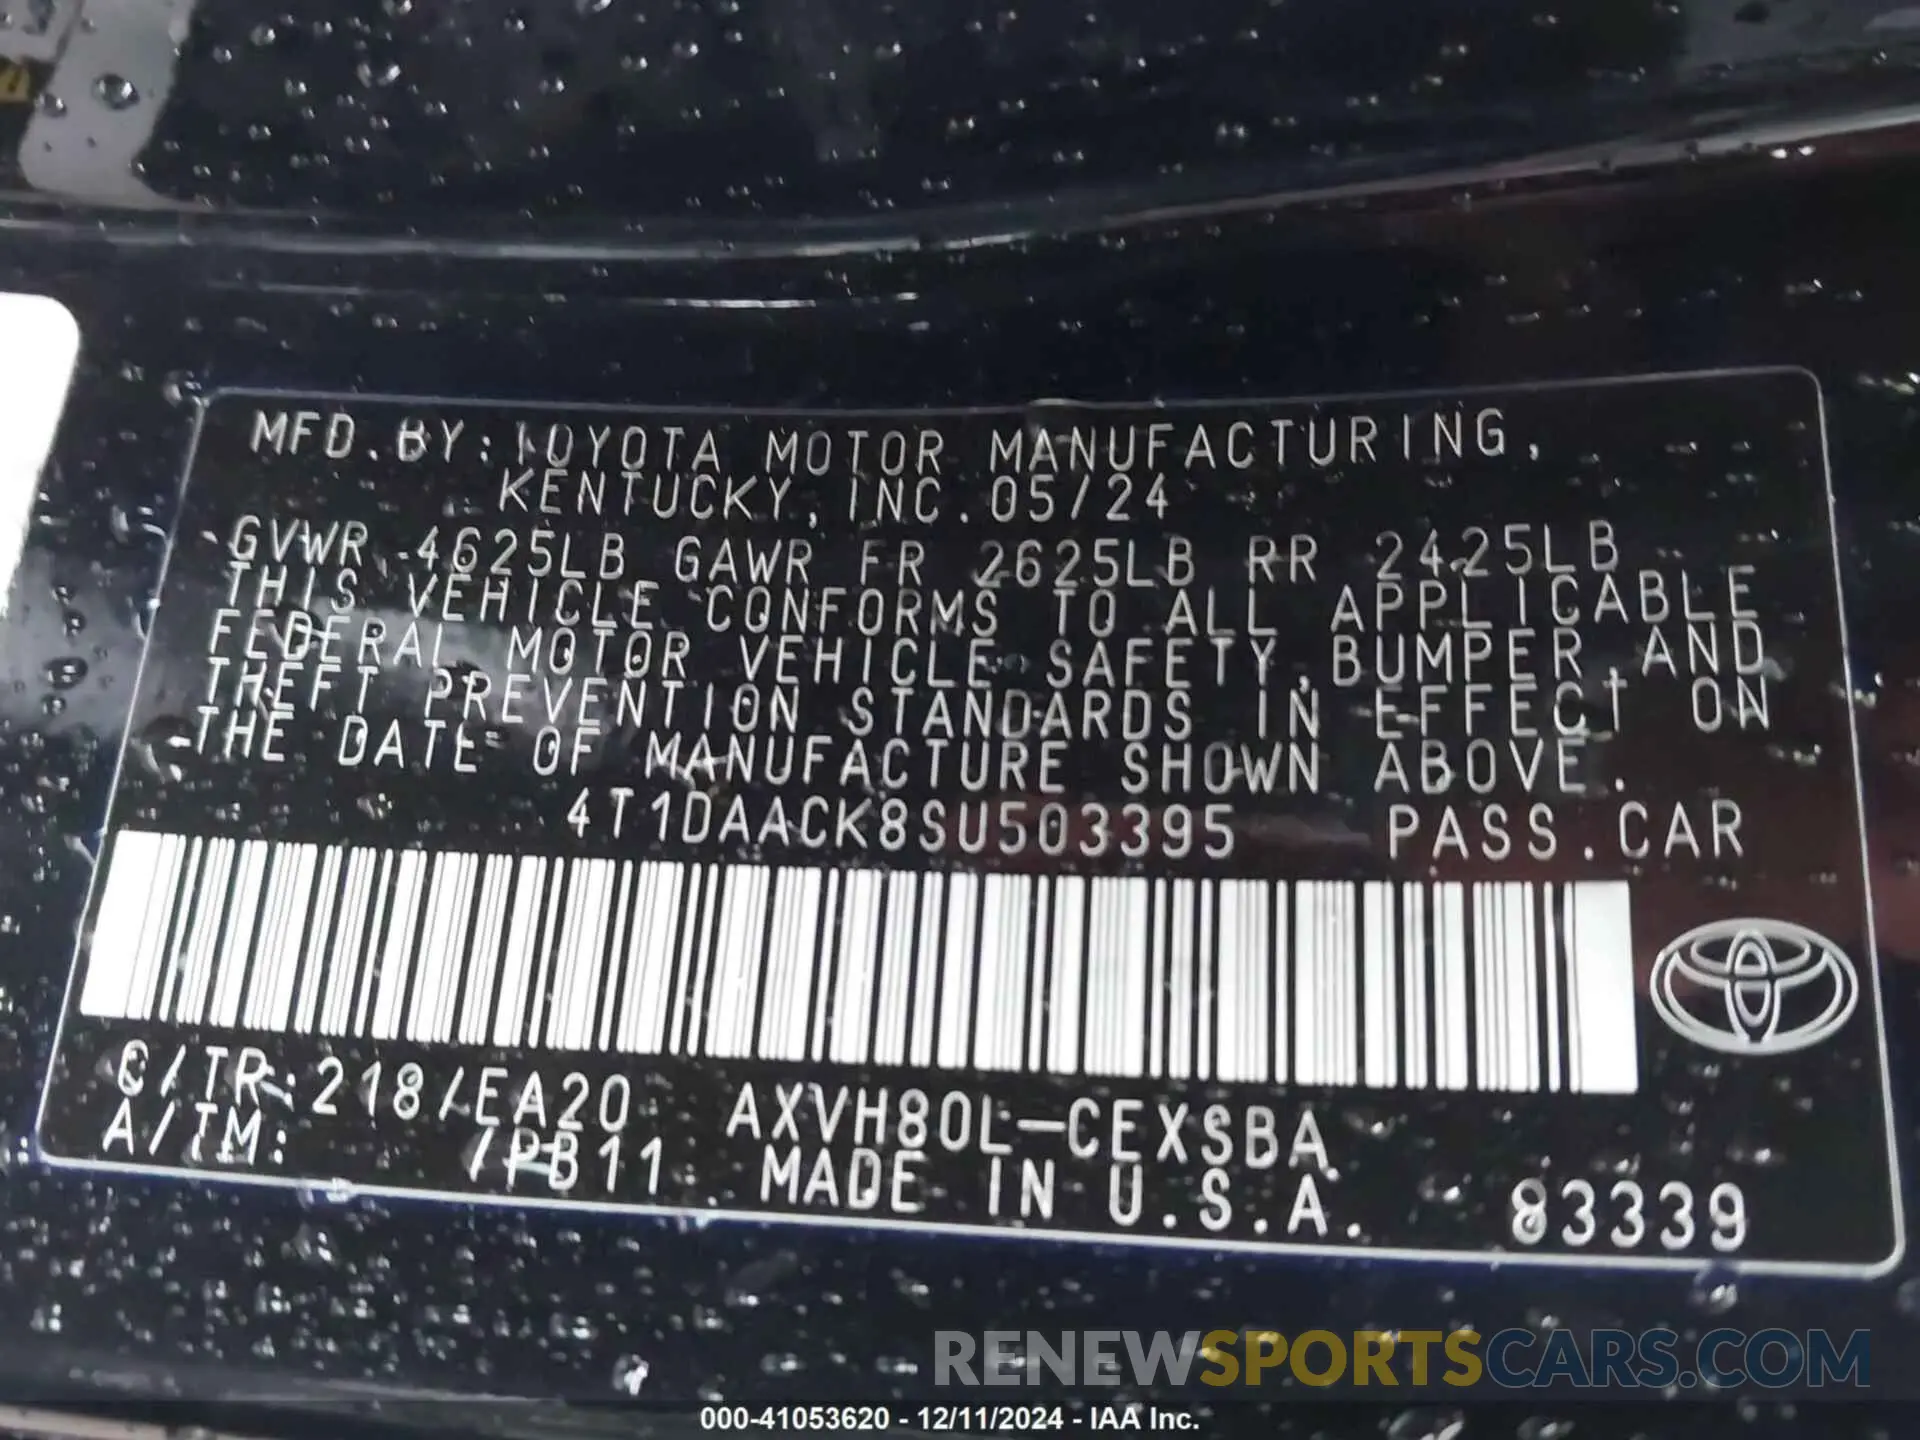 MFD.BY:TOYOTA MOTOR MANUFACTURING,
KENTUCKY, INC.05/24
GVWR 4625LB GAWR FR 2625LB RR 2425LB
THIS VEHICLE CONFORMS TO ALL APPLICABLE
FEDERAL MOTOR VEHICLE SAFETY,BUMPER,AND
THEFT PREVENTION STANDARDS IN EFFECT ON
THE DATE OF MANUFACTURE SHOWN ABOVE.
4T1DAACK8SU503395 PASS.CAR
C/TR:218/EA20 AXVH80L-CEXSBA
A/TM: /PB11 MADE IN U.S.A. 83339
RENEWSPORTSCARS.COM
000-41053620 - 12/11/2024 - IAA Inc.